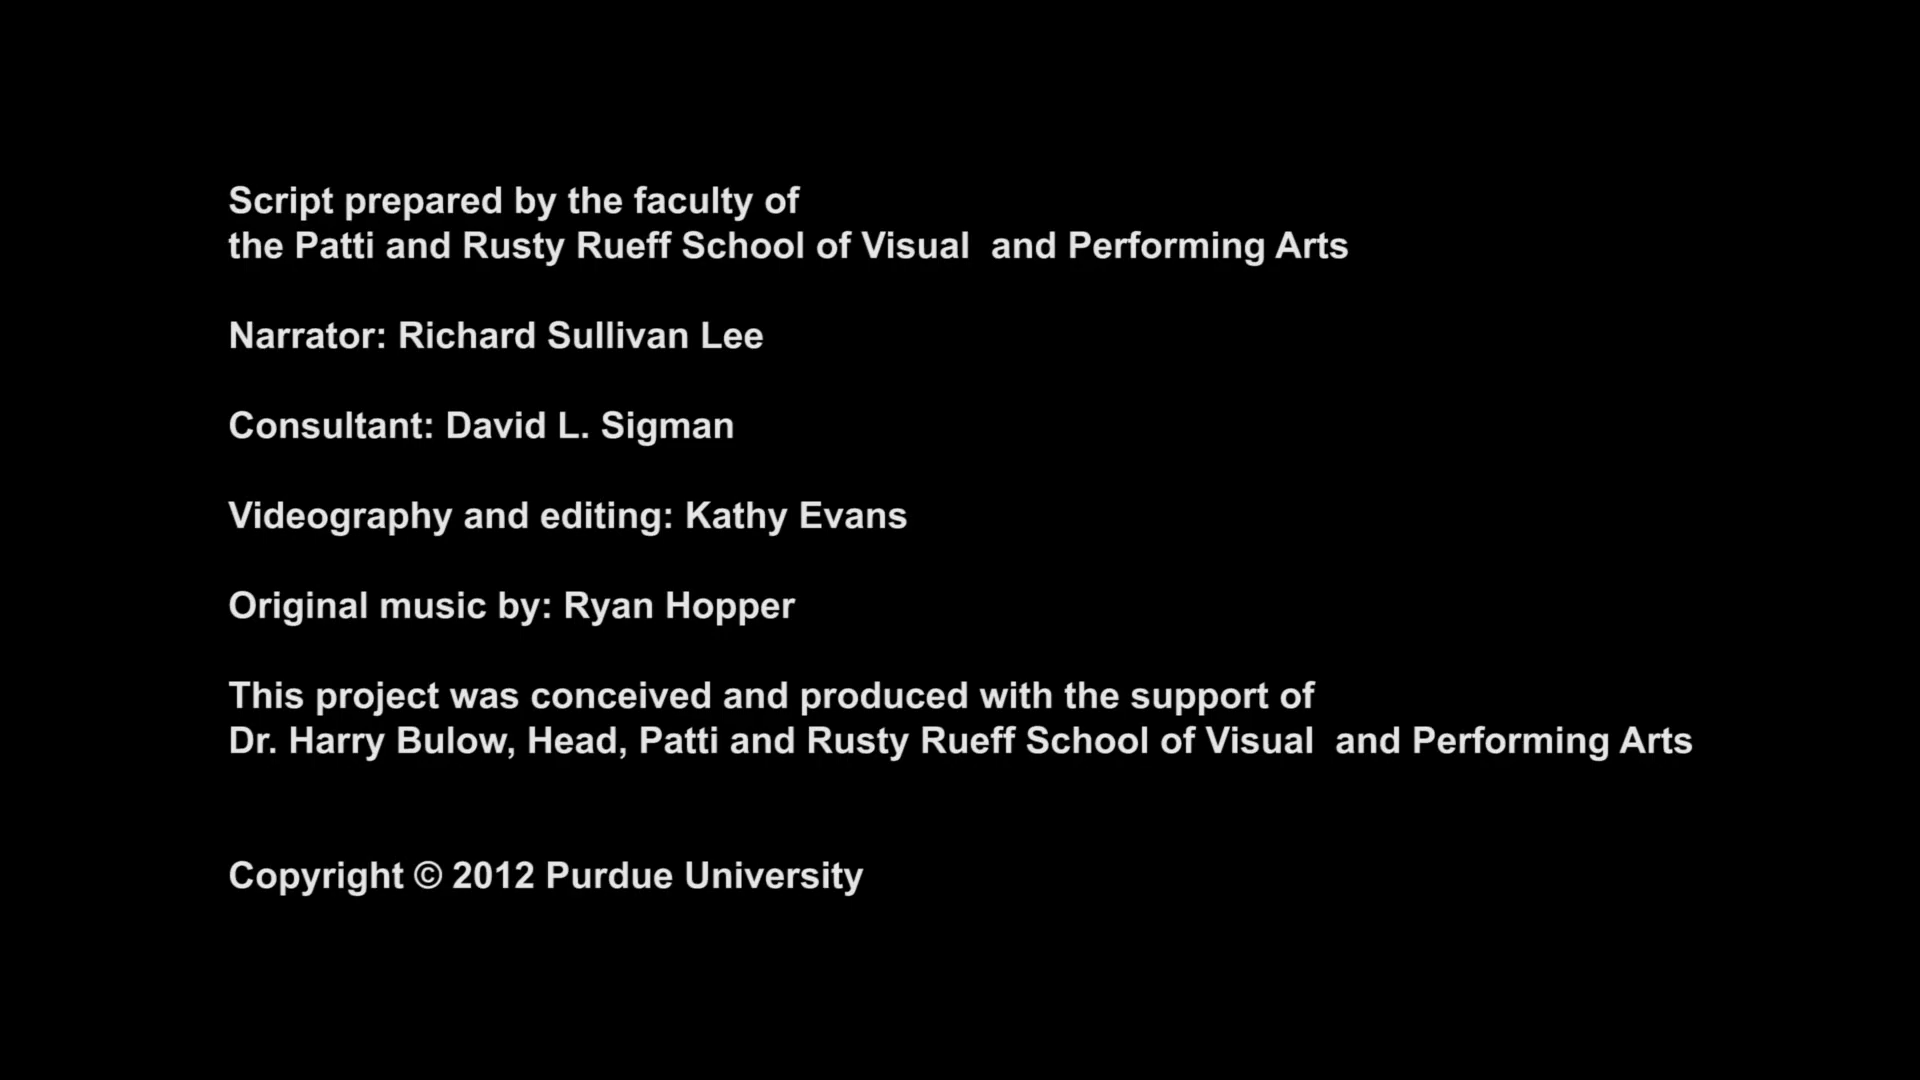 Script prepared by the faculty of
the Patti and Rusty Rueff School of Visual  and Performing Arts
Narrator: Richard Sullivan Lee
Consultant: David L. Sigman
Videography and editing: Kathy Evans
Original music by: Ryan Hopper
This project was conceived and produced with the support of
Dr. Harry Bulow, Head, Patti and Rusty Rueff School of Visual  and Performing Arts
Copyright © 2012 Purdue University